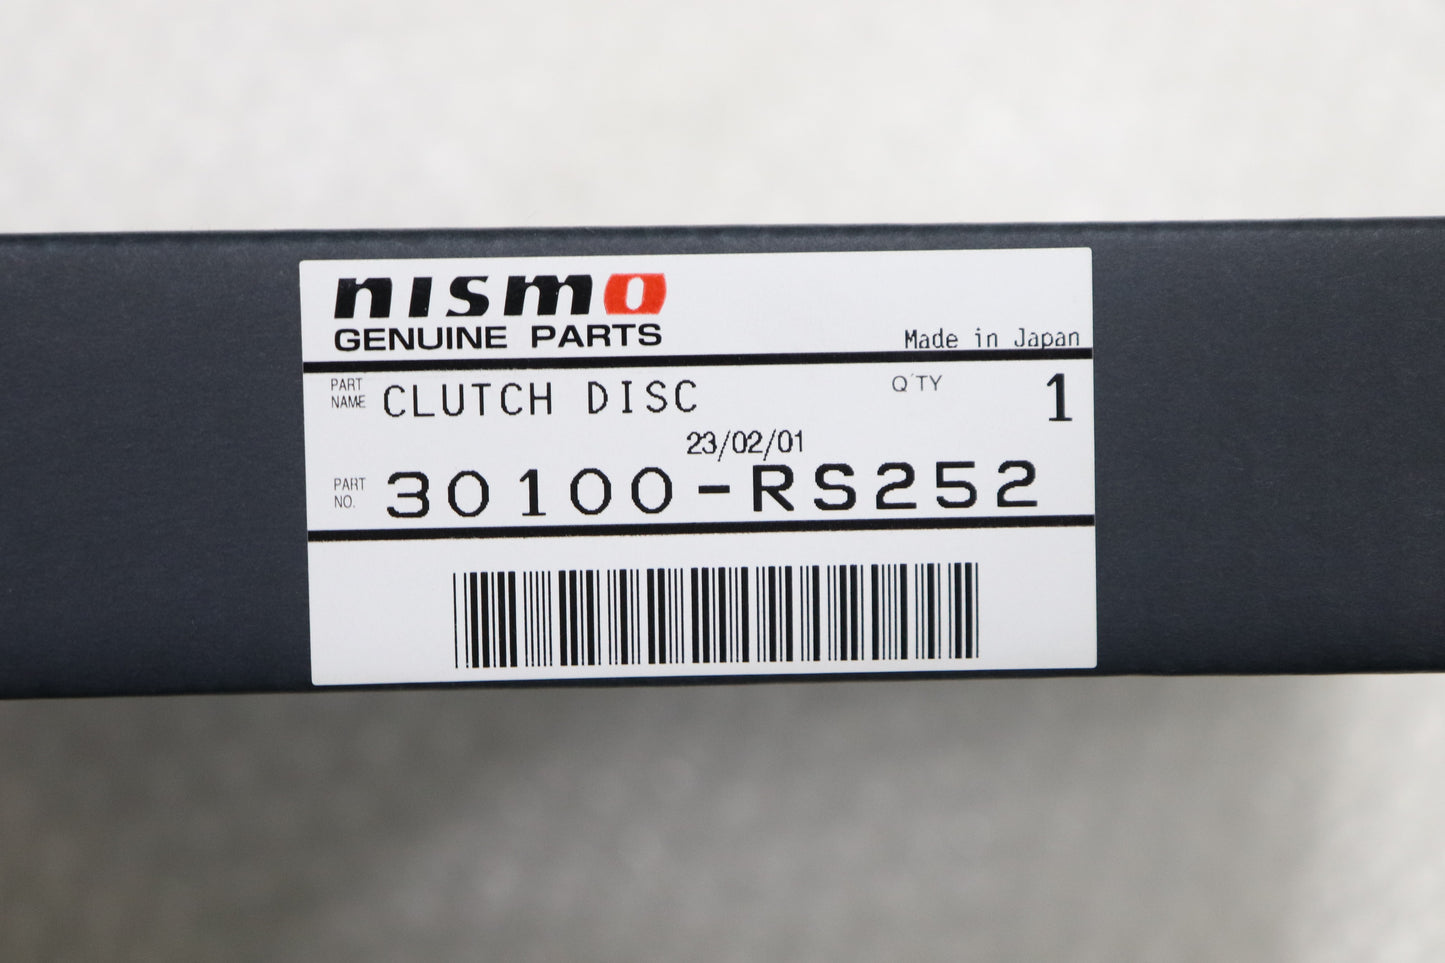 nismo
GENUINE PARTS
Made in Japan
PART NAME CLUTCH DISC Q'TY 1
23/02/01
PART NO. 30100-RS252